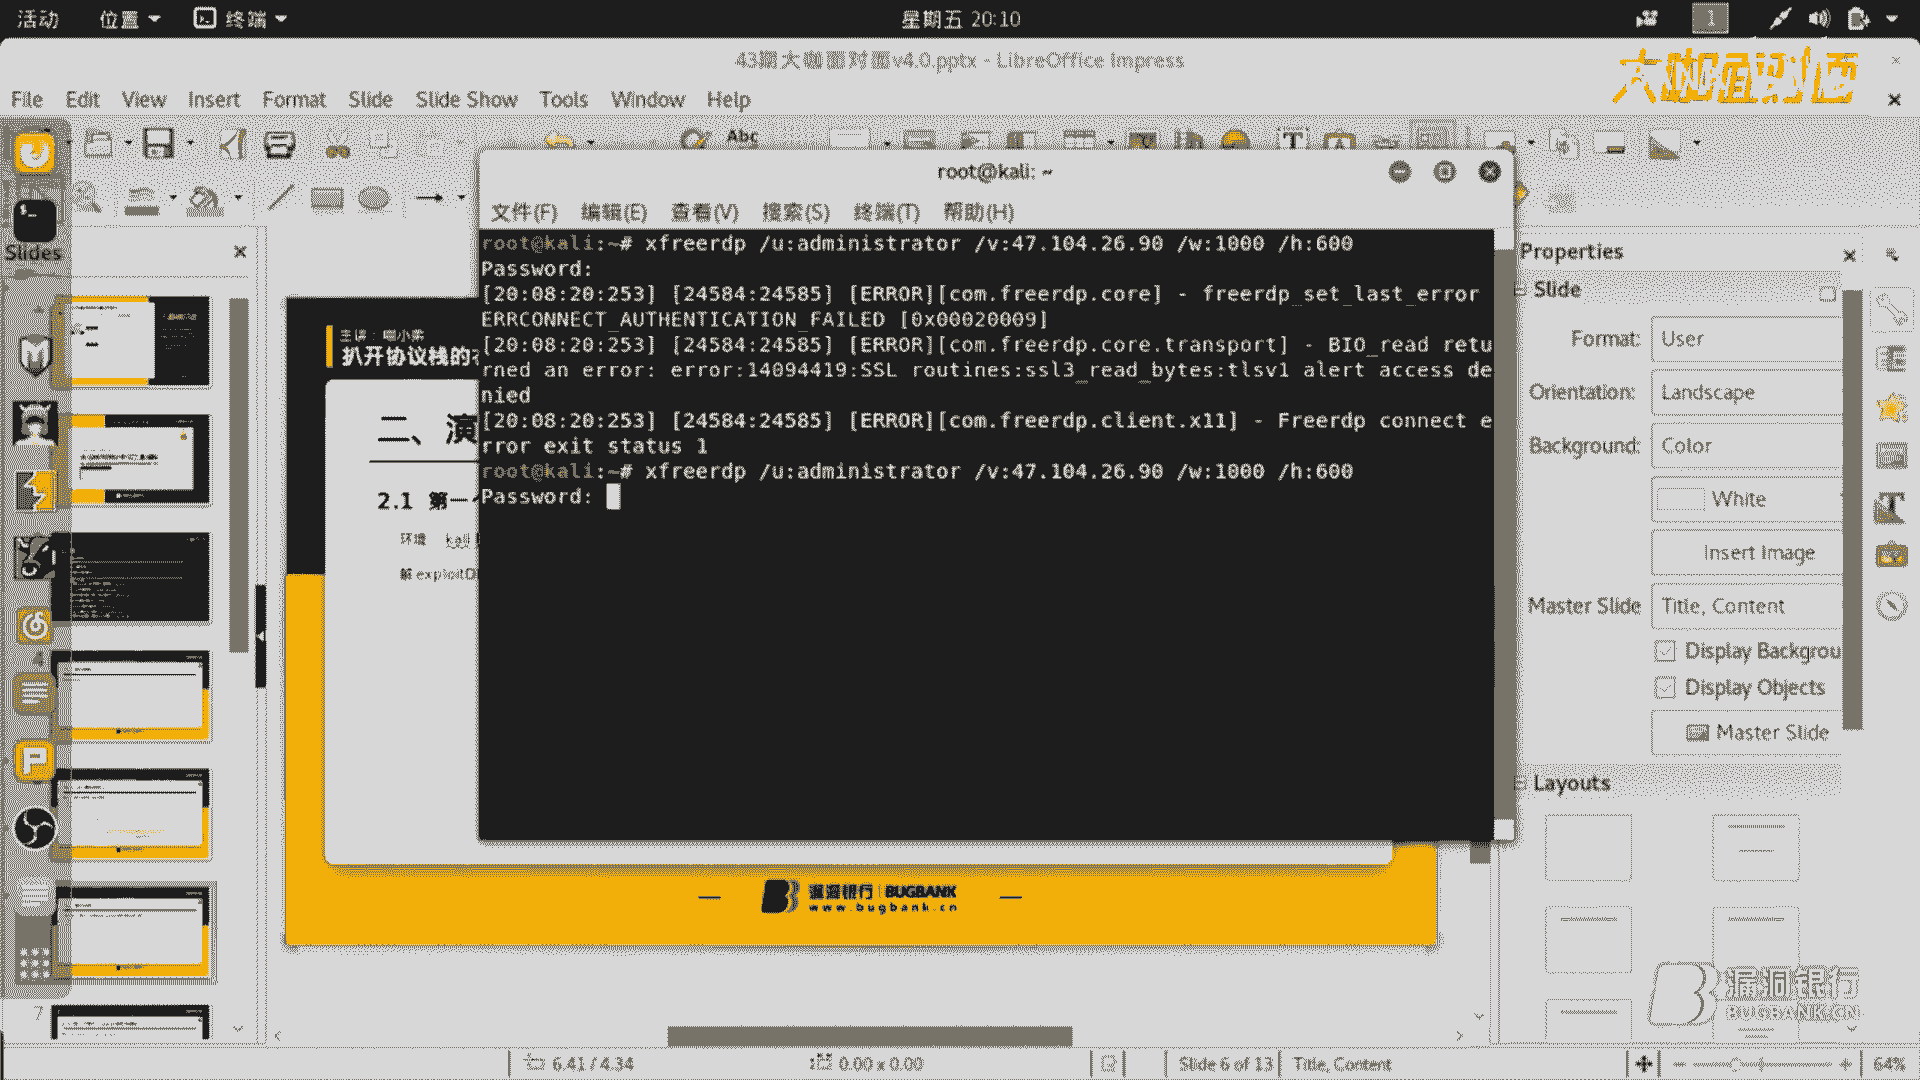 活动 位置 终端 星期五 20:10 1
43期大咖面对面v4.0.pptx - LibreOffice Impress
大咖面对面
File Edit View Insert Format Slide Slide Show Tools Window Help
Abc
root@kali: ~
文件(F) 编辑(E) 查看(V) 搜索(S) 终端(T) 帮助(H)
root@kali:~# xfreerdp /u:administrator /v:47.104.26.90 /w:1000 /h:600
Password:
[20:08:20:253] [24584:24585] [ERROR][com.freerdp.core] - freerdp_set_last_error
ERRCONNECT_AUTHENTICATION_FAILED [0x00020009]
[20:08:20:253] [24584:24585] [ERROR][com.freerdp.core.transport] - BIO_read retu
rned an error: error:14094419:SSL routines:ssl3_read_bytes:tlsv1 alert access de
nied
[20:08:20:253] [24584:24585] [ERROR][com.freerdp.client.x11] - Freerdp connect e
rror exit status 1
root@kali:~# xfreerdp /u:administrator /v:47.104.26.90 /w:1000 /h:600
Password:
Slides
7
主讲：
扒开协议栈的
二、演
2.1 第一
环境 kali
解 exploit
漏洞银行 BUGBANK
www.bugbank.cn
Properties
Slide
Format: User
Orientation: Landscape
Background: Color
White
Insert Image
Master Slide Title, Content
Display Backgrou
Display Objects
Master Slide
Layouts
漏洞银行
BUGBANK.CN
6.41 / 4.34 0.00 x 0.00 Slide 6 of 13 Title, Content 64%